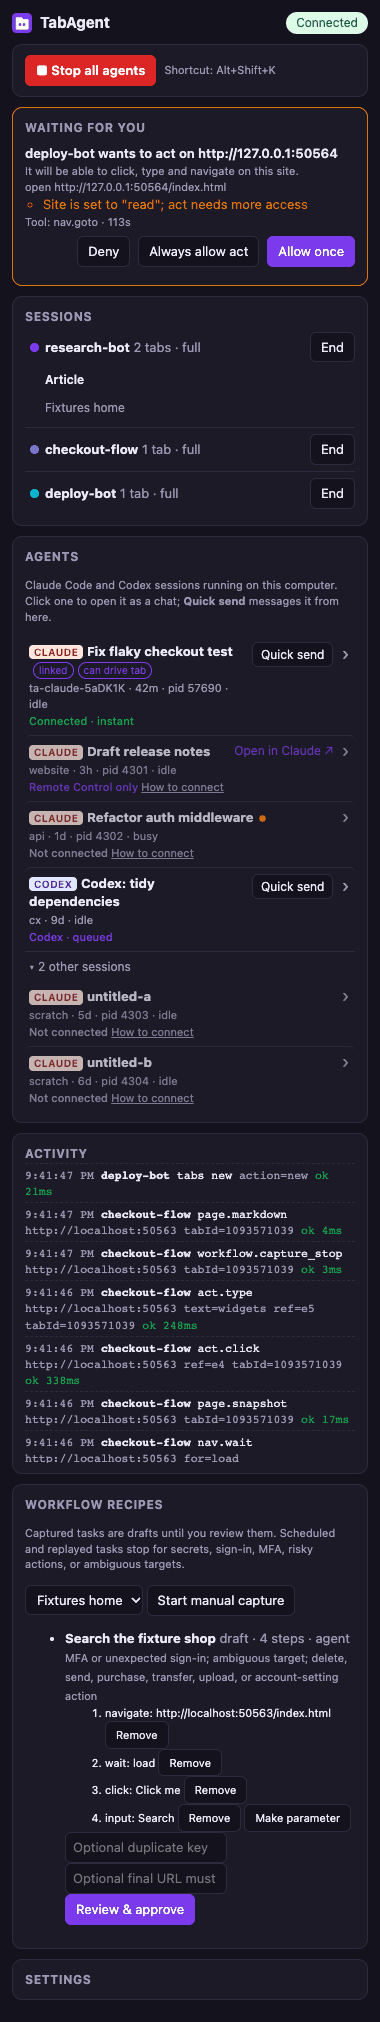 TabAgent
Connected
Stop all agents
Shortcut: Alt+Shift+K
WAITING FOR YOU
deploy-bot wants to act on http://127.0.0.1:50564
It will be able to click, type and navigate on this site.
open http://127.0.0.1:50564/index.html
Site is set to "read"; act needs more access
Tool: nav.goto · 113s
Deny
Always allow act
Allow once
SESSIONS
research-bot 2 tabs · full
End
Article
Fixtures home
checkout-flow 1 tab · full
End
deploy-bot 1 tab · full
End
AGENTS
Claude Code and Codex sessions running on this computer.
Click one to open it as a chat; Quick send messages it from
here.
CLAUDE Fix flaky checkout test
Quick send
linked can drive tab
ta-claude-5aDK1K · 42m · pid 57690 ·
idle
Connected · instant
CLAUDE Draft release notes
Open in Claude ↗
website · 3h · pid 4301 · idle
Remote Control only How to connect
CLAUDE Refactor auth middleware
api · 1d · pid 4302 · busy
Not connected How to connect
CODEX Codex: tidy
dependencies
Quick send
cx · 9d · idle
Codex · queued
▾ 2 other sessions
CLAUDE untitled-a
scratch · 5d · pid 4303 · idle
Not connected How to connect
CLAUDE untitled-b
scratch · 6d · pid 4304 · idle
Not connected How to connect
ACTIVITY
9:41:47 PM deploy-bot tabs new action=new ok
21ms
9:41:47 PM checkout-flow page.markdown
http://localhost:50563 tabId=1093571039 ok 4ms
9:41:47 PM checkout-flow workflow.capture_stop
http://localhost:50563 tabId=1093571039 ok 3ms
9:41:46 PM checkout-flow act.type
http://localhost:50563 text=widgets ref=e5
tabId=1093571039 ok 248ms
9:41:46 PM checkout-flow act.click
http://localhost:50563 ref=e4 tabId=1093571039
ok 338ms
9:41:46 PM checkout-flow page.snapshot
http://localhost:50563 tabId=1093571039 ok 17ms
9:41:46 PM checkout-flow nav.wait
http://localhost:50563 for=load
WORKFLOW RECIPES
Captured tasks are drafts until you review them. Scheduled
and replayed tasks stop for secrets, sign-in, MFA, risky
actions, or ambiguous targets.
Fixtures home
Start manual capture
Search the fixture shop draft · 4 steps · agent
MFA or unexpected sign-in; ambiguous target; delete,
send, purchase, transfer, upload, or account-setting
action
1. navigate: http://localhost:50563/index.html
Remove
2. wait: load Remove
3. click: Click me Remove
4. input: Search Remove Make parameter
Optional duplicate key
Optional final URL must
Review & approve
SETTINGS